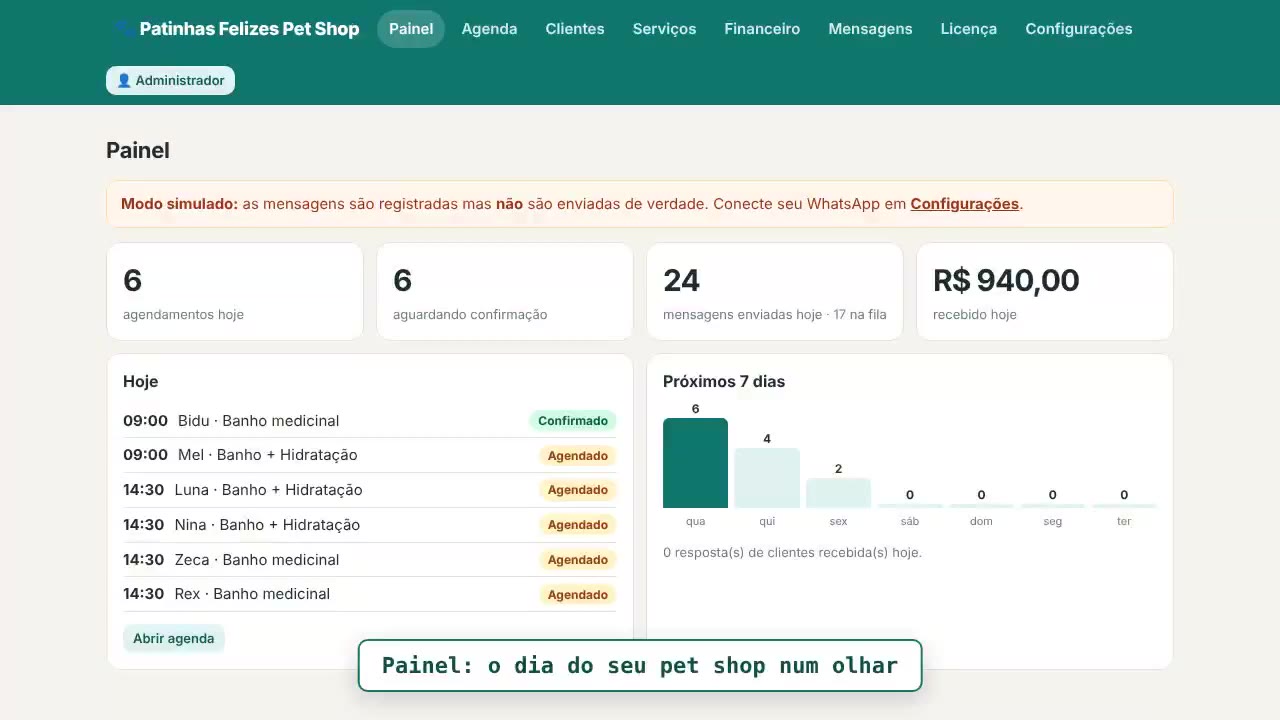 Patinhas Felizes Pet Shop
Painel
Agenda
Clientes
Serviços
Financeiro
Mensagens
Licença
Configurações
Administrador
Painel
Modo simulado: as mensagens são registradas mas não são enviadas de verdade. Conecte seu WhatsApp em Configurações.
6
agendamentos hoje
6
aguardando confirmação
24
mensagens enviadas hoje · 17 na fila
R$ 940,00
recebido hoje
Hoje
09:00 Bidu · Banho medicinal Confirmado
09:00 Mel · Banho + Hidratação Agendado
14:30 Luna · Banho + Hidratação Agendado
14:30 Nina · Banho + Hidratação Agendado
14:30 Zeca · Banho medicinal Agendado
14:30 Rex · Banho medicinal Agendado
Abrir agenda
Próximos 7 dias
6 4 2 0 0 0 0
qua qui sex sáb dom seg ter
0 resposta(s) de clientes recebida(s) hoje.
Painel: o dia do seu pet shop num olhar